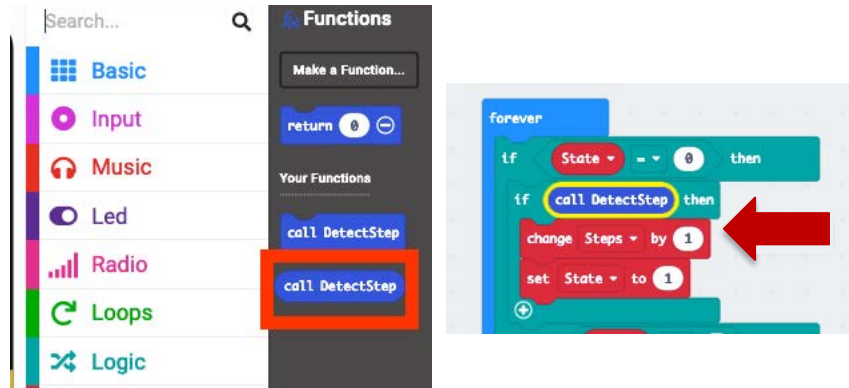 Search...
Basic
Input
Music
Led
Radio
Loops
Logic
Functions
Make a Function...
return 0
Your Functions
call DetectStep
call DetectStep
forever
if State = 0 then
if call DetectStep then
change Steps by 1
set State to 1